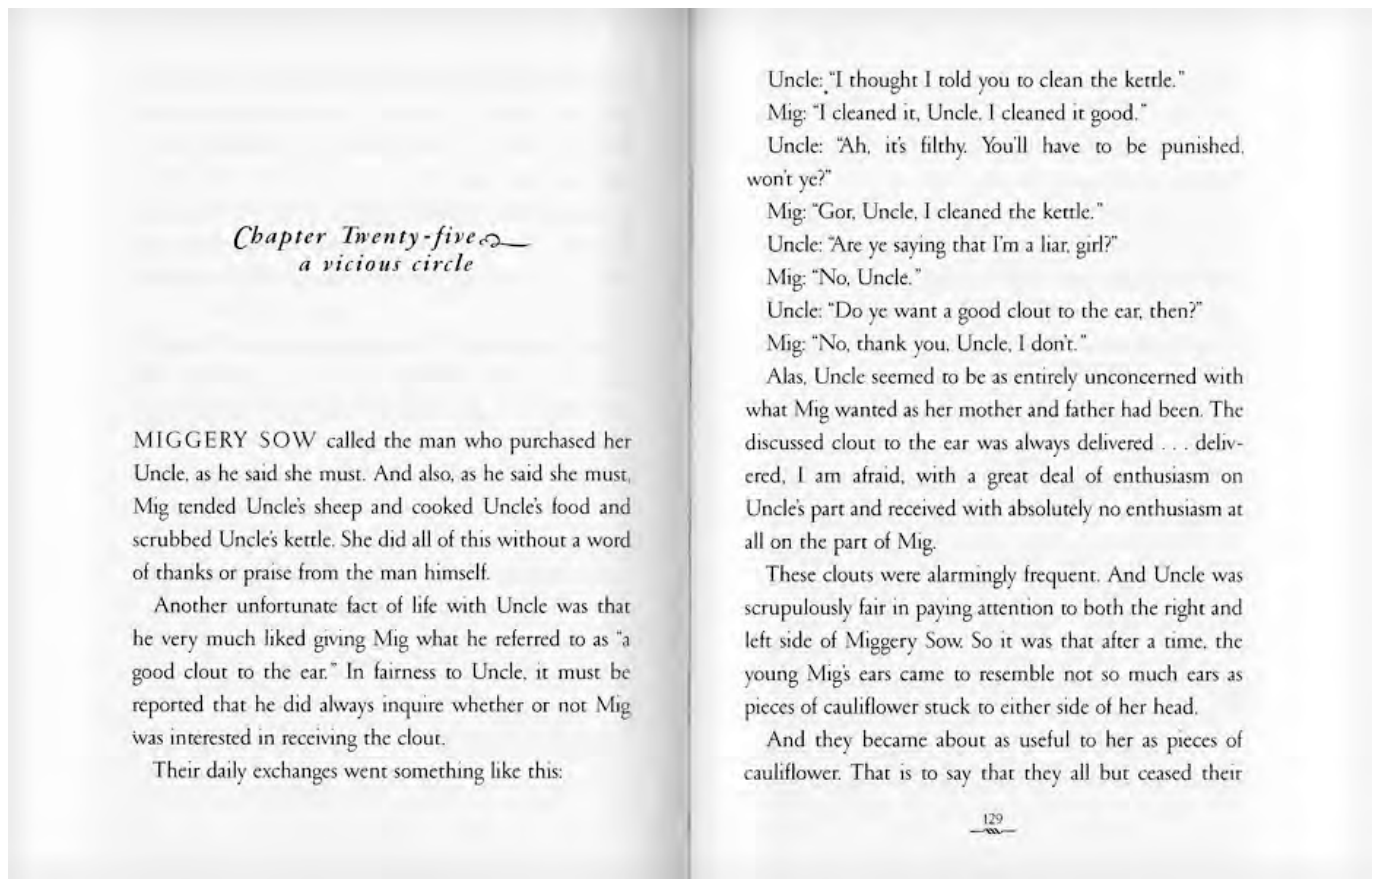 Chapter Twenty-five
a vicious circle
MIGGERY SOW called the man who purchased her
Uncle, as he said she must. And also, as he said she must,
Mig tended Uncle's sheep and cooked Uncle's food and
scrubbed Uncle's kettle. She did all of this without a word
of thanks or praise from the man himself.
Another unfortunate fact of life with Uncle was that
he very much liked giving Mig what he referred to as "a
good clout to the ear." In fairness to Uncle, it must be
reported that he did always inquire whether or not Mig
was interested in receiving the clout.
Their daily exchanges went something like this:
Uncle: "I thought I told you to clean the kettle."
Mig: "I cleaned it, Uncle. I cleaned it good."
Uncle: "Ah, it's filthy. You'll have to be punished,
won't ye?"
Mig: "Gor, Uncle, I cleaned the kettle."
Uncle: "Are ye saying that I'm a liar, girl?"
Mig: "No, Uncle."
Uncle: "Do ye want a good clout to the ear, then?"
Mig: "No, thank you, Uncle, I don't."
Alas, Uncle seemed to be as entirely unconcerned with
what Mig wanted as her mother and father had been. The
discussed clout to the ear was always delivered . . . deliv-
ered, I am afraid, with a great deal of enthusiasm on
Uncle's part and received with absolutely no enthusiasm at
all on the part of Mig.
These clouts were alarmingly frequent. And Uncle was
scrupulously fair in paying attention to both the right and
left side of Miggery Sow. So it was that after a time, the
young Mig's ears came to resemble not so much ears as
pieces of cauliflower stuck to either side of her head.
And they became about as useful to her as pieces of
cauliflower. That is to say that they all but ceased their
129